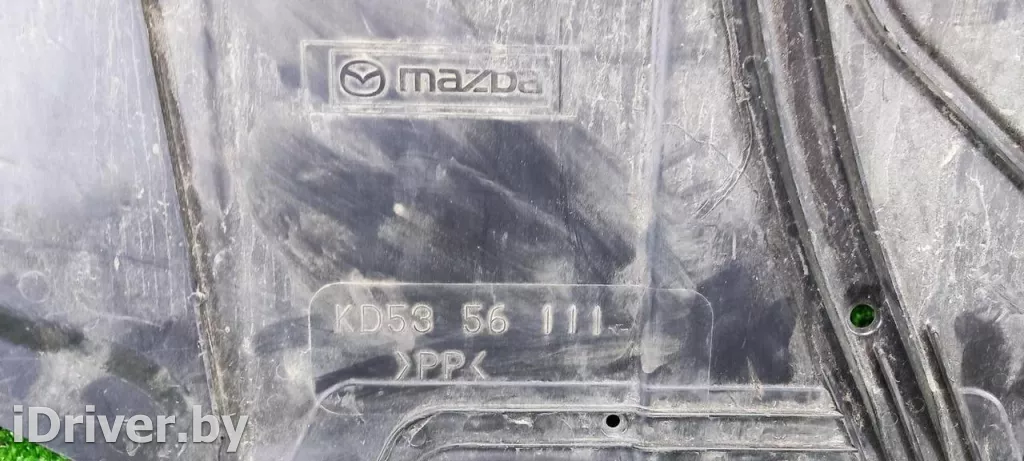 mazda
KD53 56 111
>PP<
iDriver.by